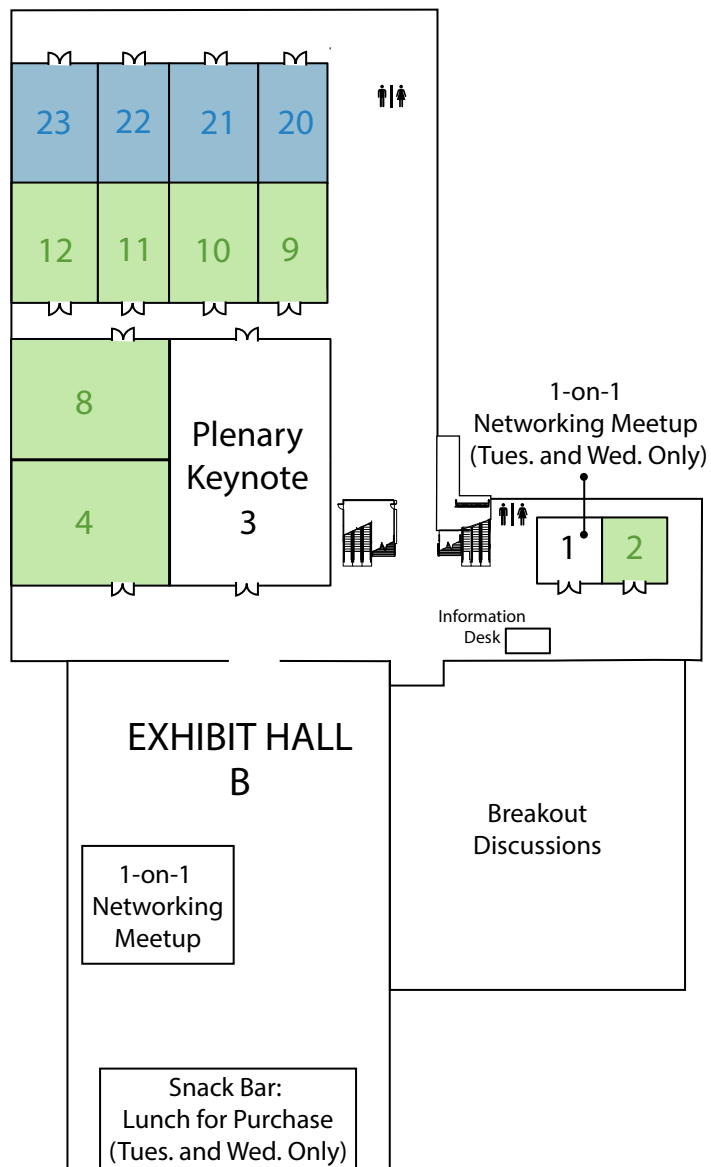 23
22
21
20
12
11
10
9
8
Plenary
Keynote
3
4
1-on-1
Networking Meetup
(Tues. and Wed. Only)
1
2
Information
Desk
EXHIBIT HALL
B
Breakout
Discussions
1-on-1
Networking
Meetup
Snack Bar:
Lunch for Purchase
(Tues. and Wed. Only)